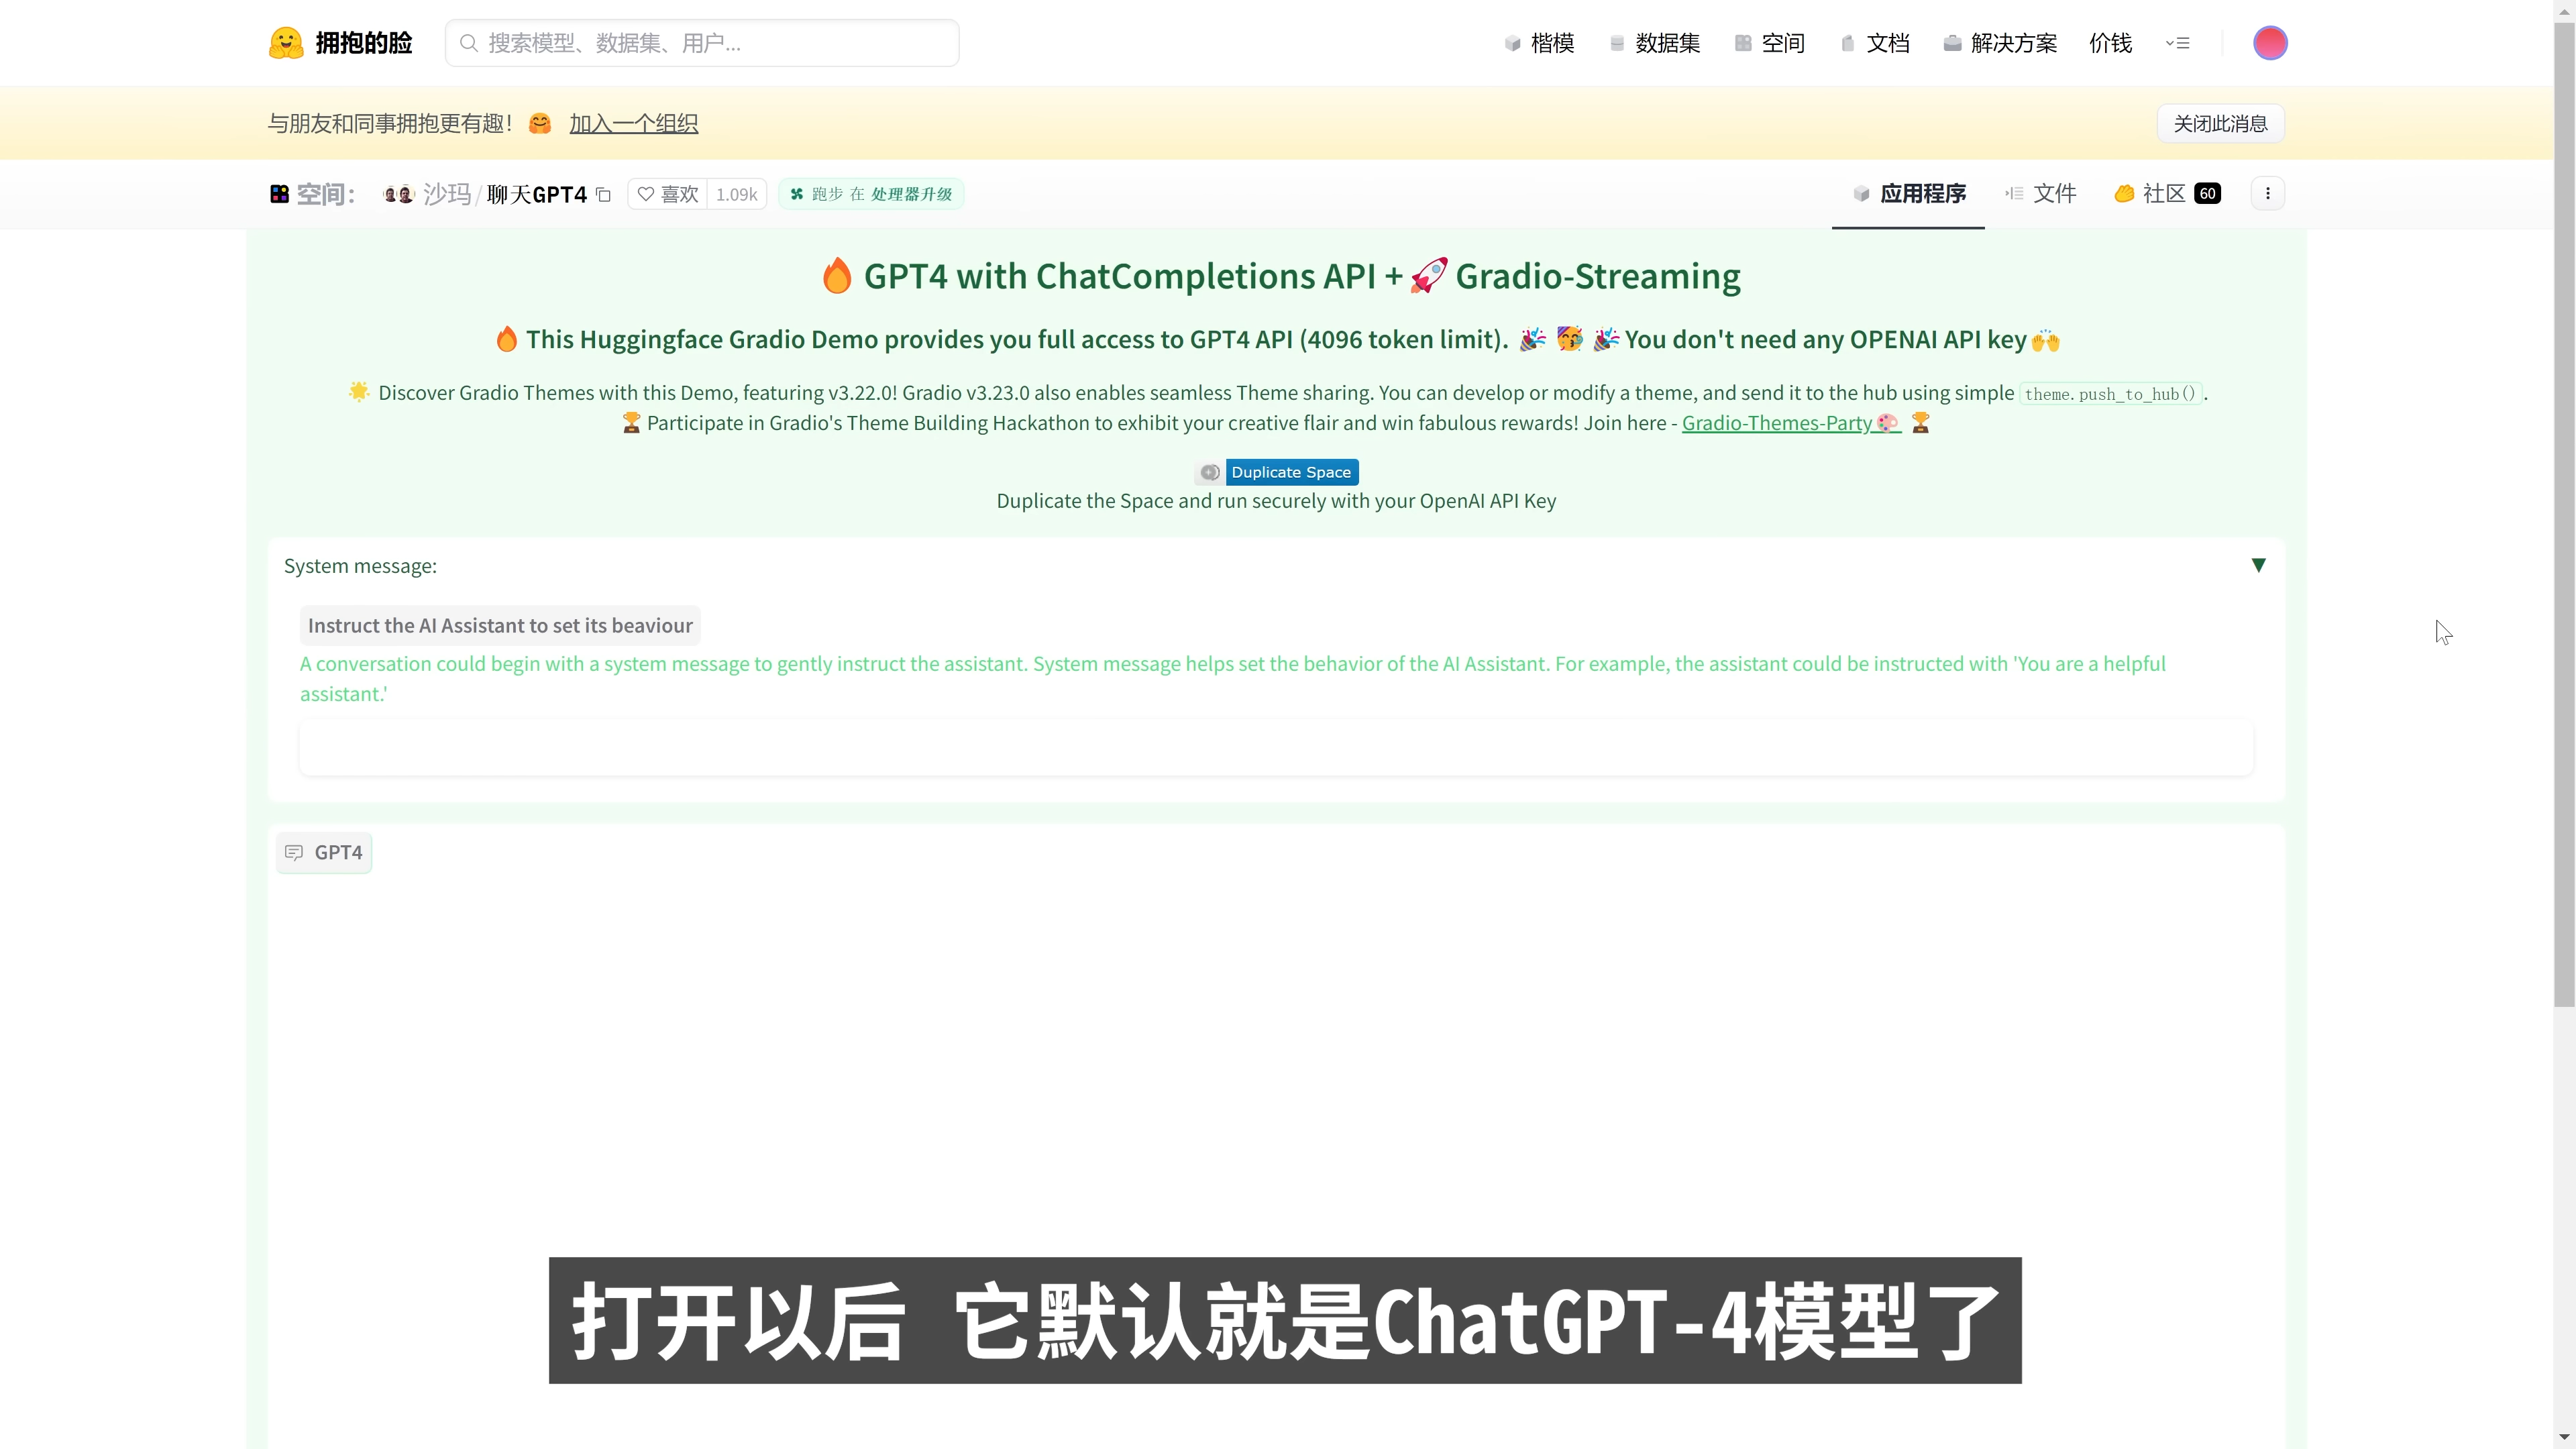 拥抱的脸
搜索模型、数据集、用户...
楷模
数据集
空间
文档
解决方案
价钱
与朋友和同事拥抱更有趣！ 加入一个组织
关闭此消息
空间： 沙玛/聊天GPT4
喜欢 1.09k
跑步 在 处理器升级
应用程序
文件
社区 60
GPT4 with ChatCompletions API + Gradio-Streaming
This Huggingface Gradio Demo provides you full access to GPT4 API (4096 token limit). You don't need any OPENAI API key
Discover Gradio Themes with this Demo, featuring v3.22.0! Gradio v3.23.0 also enables seamless Theme sharing. You can develop or modify a theme, and send it to the hub using simple theme.push_to_hub().
Participate in Gradio's Theme Building Hackathon to exhibit your creative flair and win fabulous rewards! Join here - Gradio-Themes-Party
Duplicate Space
Duplicate the Space and run securely with your OpenAI API Key
System message:
Instruct the AI Assistant to set its beaviour
A conversation could begin with a system message to gently instruct the assistant. System message helps set the behavior of the AI Assistant. For example, the assistant could be instructed with 'You are a helpful
assistant.'
GPT4
打开以后 它默认就是ChatGPT-4模型了